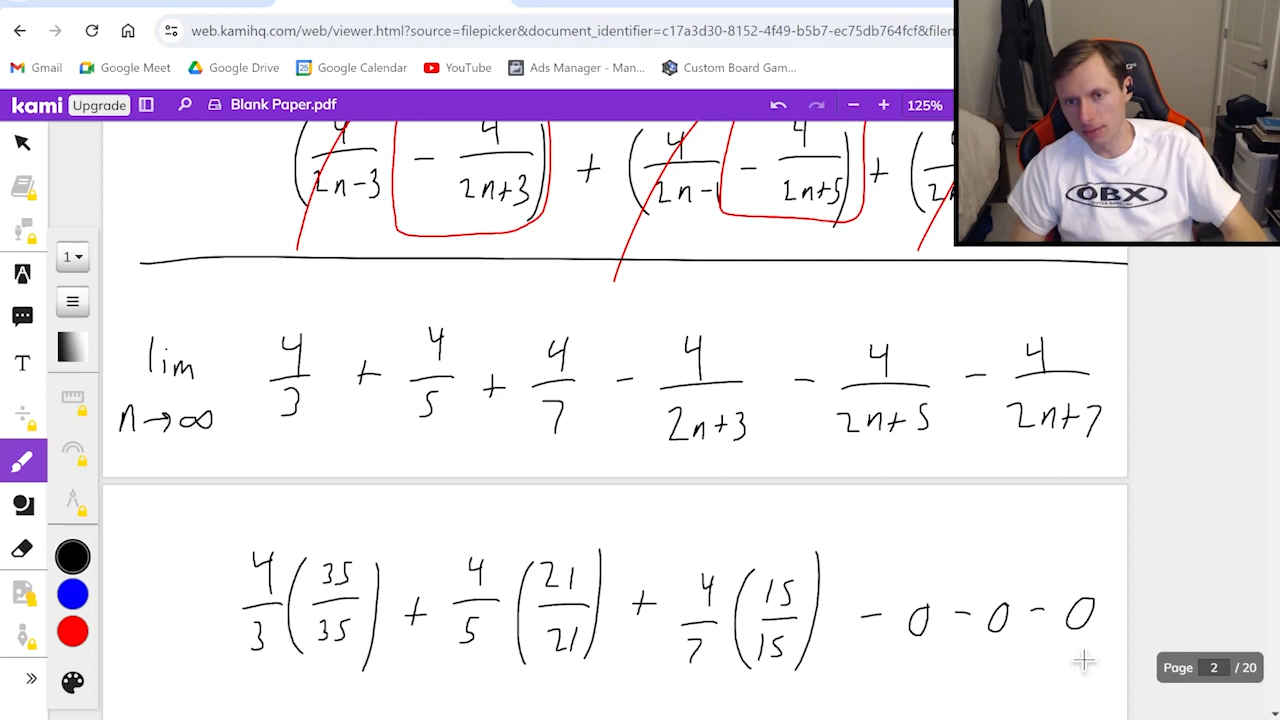 web.kamihq.com/web/viewer.html?source=filepicker&document_identifier=c17a3d30-8152-4f49-b5b7-ec75db764fcf&filen
Gmail Google Meet Google Drive 25 Google Calendar YouTube Ads Manager - Man... Custom Board Gam...
kami Upgrade Blank Paper.pdf 125%
OBX
(4/(2n-3) - 4/(2n+3)) + (4/(2n-1) - 4/(2n+5)) + (
1
lim n→∞ 4/3 + 4/5 + 4/7 - 4/(2n+3) - 4/(2n+5) - 4/(2n+7)
4/3 (35/35) + 4/5 (21/21) + 4/7 (15/15) - 0 - 0 - 0
Page 2 / 20